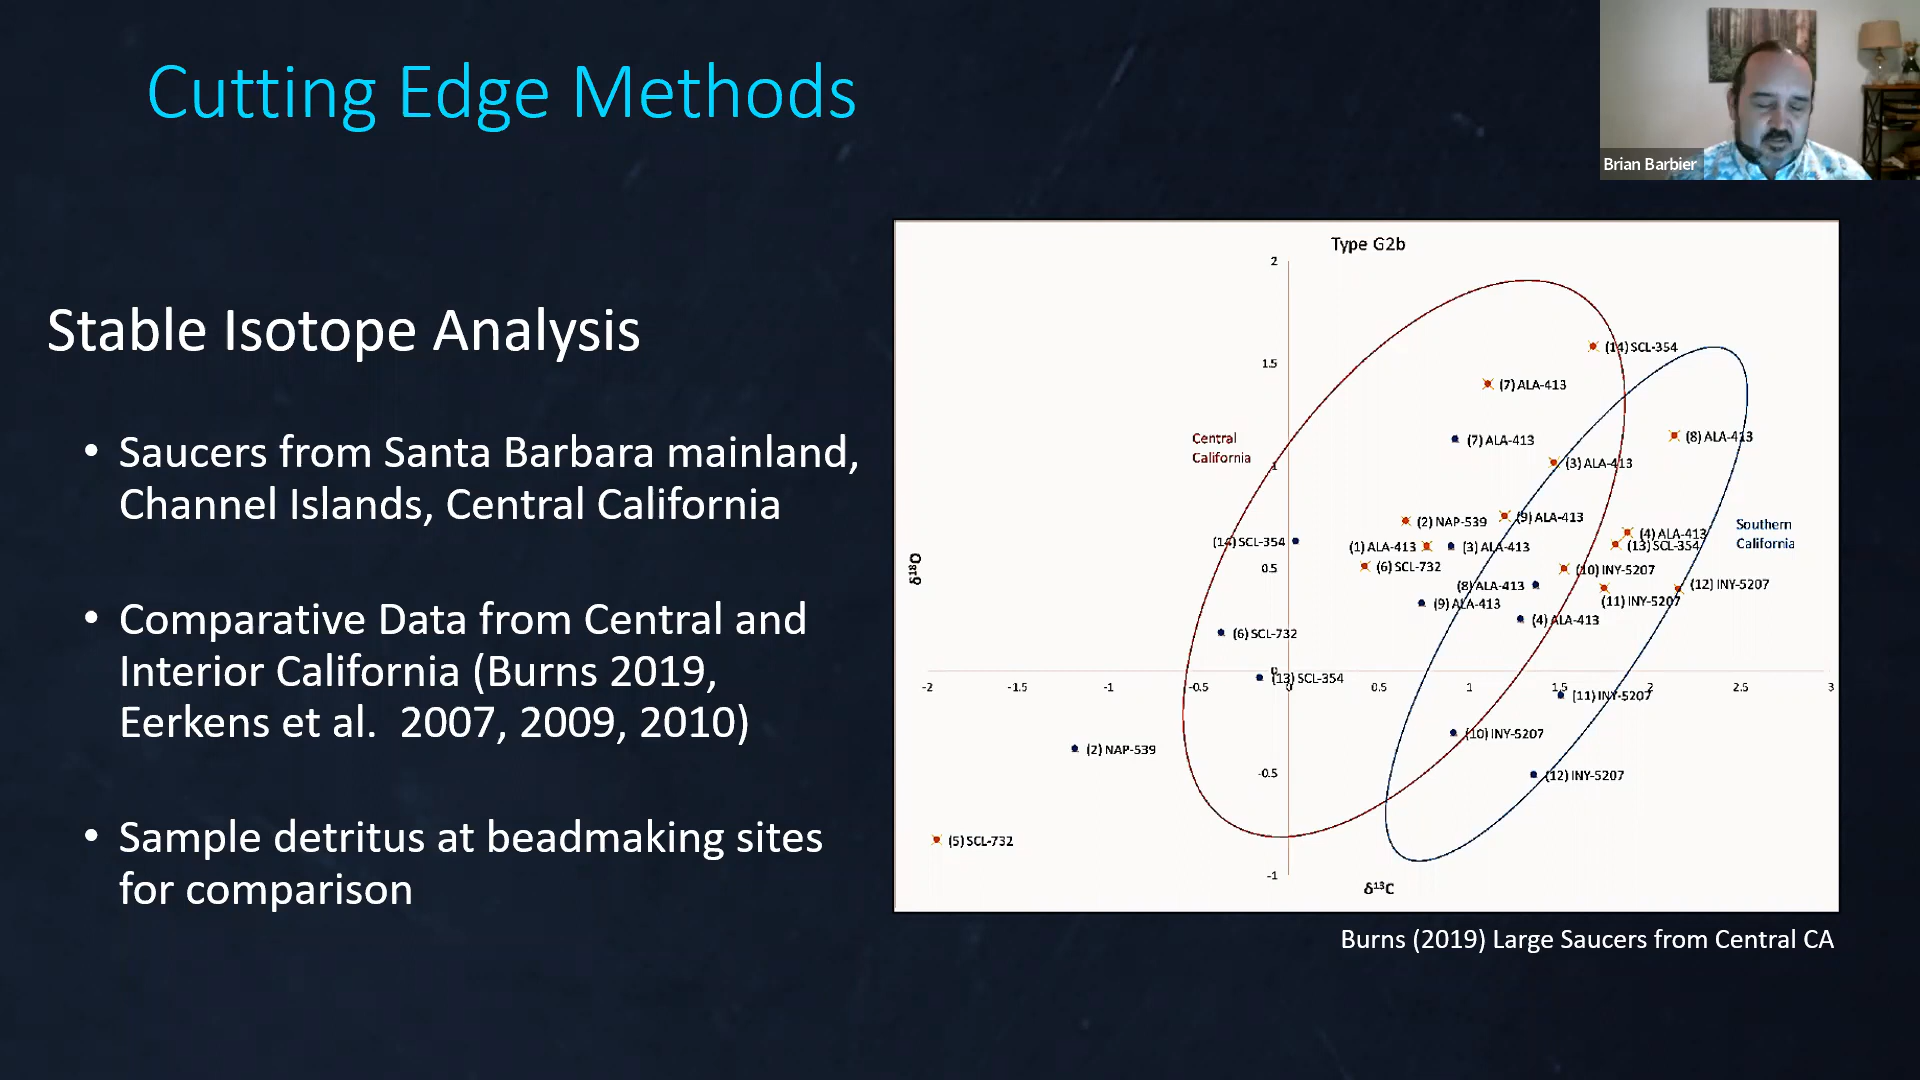 Cutting Edge Methods
Brian Barbier
Stable Isotope Analysis
• Saucers from Santa Barbara mainland,
Channel Islands, Central California
• Comparative Data from Central and
Interior California (Burns 2019,
Eerkens et al. 2007, 2009, 2010)
• Sample detritus at beadmaking sites
for comparison
Type G2b
2
1.5
1
0.5
0
-0.5
-1
-2
-1.5
-1
-0.5
0
0.5
1
1.5
2
2.5
3
δ¹⁸O
δ¹³C
Central
California
Southern
California
(14) SCL-354
(7) ALA-413
(7) ALA-413
(8) ALA-413
(3) ALA-413
(2) NAP-539
(9) ALA-413
(4) ALA-413
(14) SCL-354
(1) ALA-413
(3) ALA-413
(13) SCL-354
(6) SCL-732
(10) INY-5207
(8) ALA-413
(12) INY-5207
(9) ALA-413
(11) INY-5207
(4) ALA-413
(6) SCL-732
(13) SCL-354
(11) INY-5207
(10) INY-5207
(2) NAP-539
(12) INY-5207
(5) SCL-732
Burns (2019) Large Saucers from Central CA